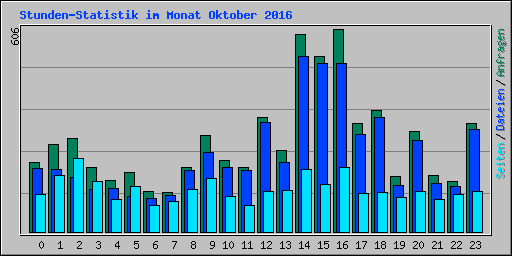 Stunden-Statistik im Monat Oktober 2016
606
Seiten / Dateien / Anfragen
0 1 2 3 4 5 6 7 8 9 10 11 12 13 14 15 16 17 18 19 20 21 22 23